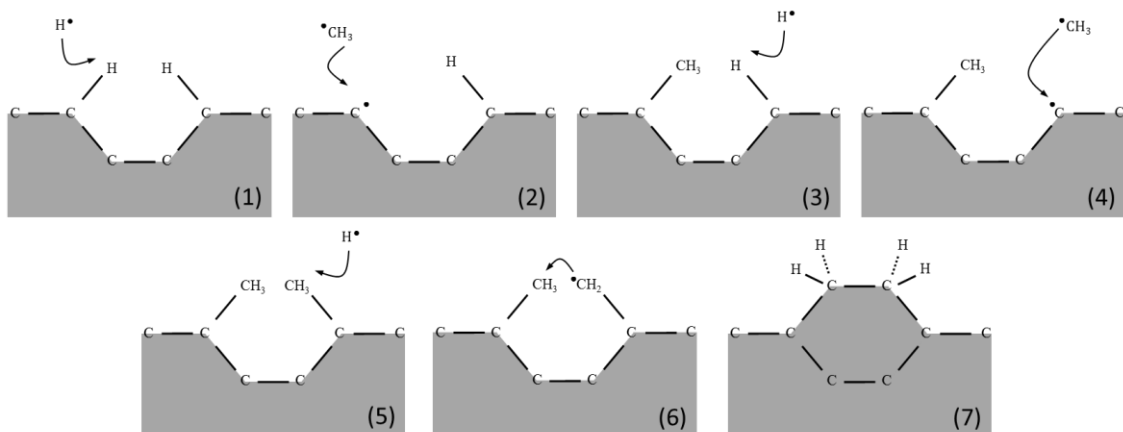 H•
H H
C C C C
C C
(1)
•CH₃
H
C C• C C
C C
(2)
H•
CH₃ H
C C C C
C C
(3)
•CH₃
CH₃
C C •C C
C C
(4)
H•
CH₃ CH₃
C C C C
C C
(5)
CH₃ •CH₂
C C C C
C C
(6)
H H
H C C H
C C C C
C C
(7)